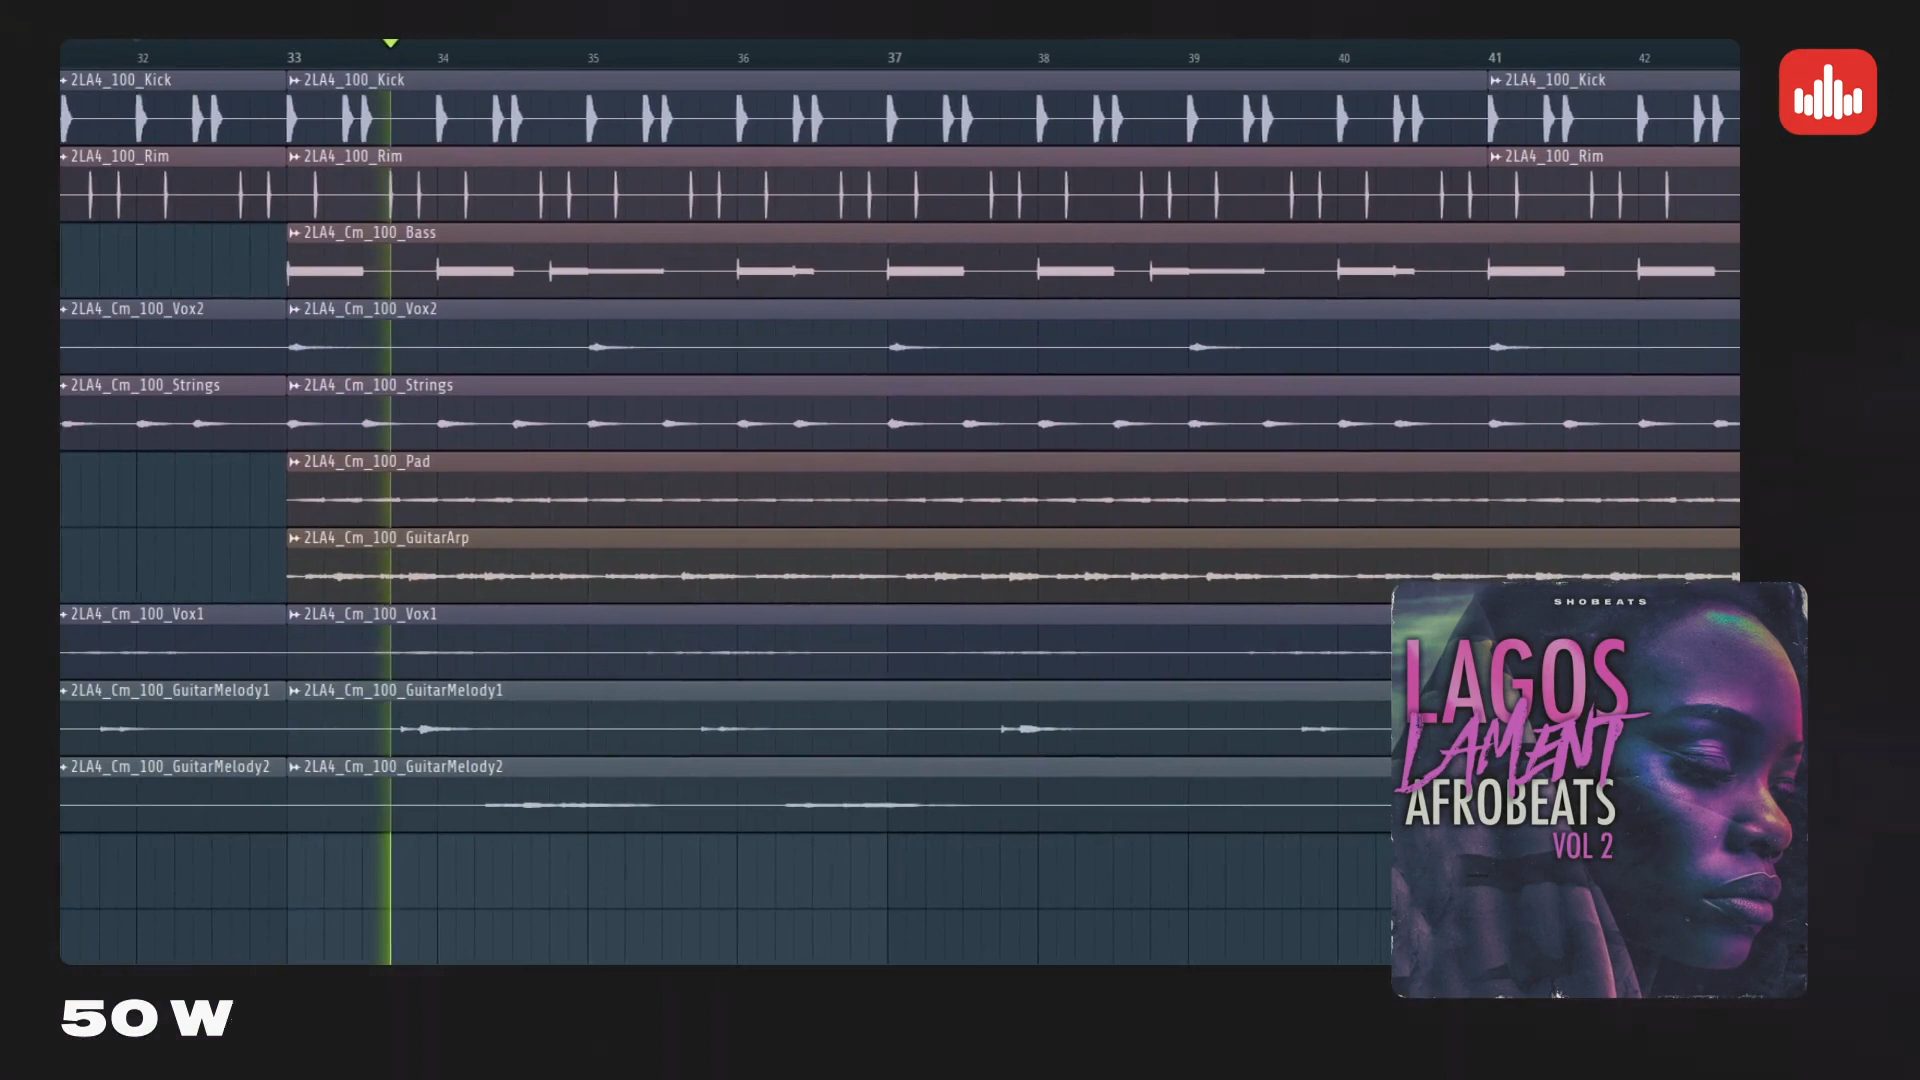 32 33 34 35 36 37 38 39 40 41 42
2LA4_100_Kick 2LA4_100_Kick 2LA4_100_Kick
2LA4_100_Rim 2LA4_100_Rim 2LA4_100_Rim
2LA4_Cm_100_Bass
2LA4_Cm_100_Vox2 2LA4_Cm_100_Vox2
2LA4_Cm_100_Strings 2LA4_Cm_100_Strings
2LA4_Cm_100_Pad
2LA4_Cm_100_GuitarArp
2LA4_Cm_100_Vox1 2LA4_Cm_100_Vox1
2LA4_Cm_100_GuitarMelody1 2LA4_Cm_100_GuitarMelody1
2LA4_Cm_100_GuitarMelody2 2LA4_Cm_100_GuitarMelody2
SHOBEATS
LAGOS
LAMENT
AFROBEATS
VOL 2
50 W